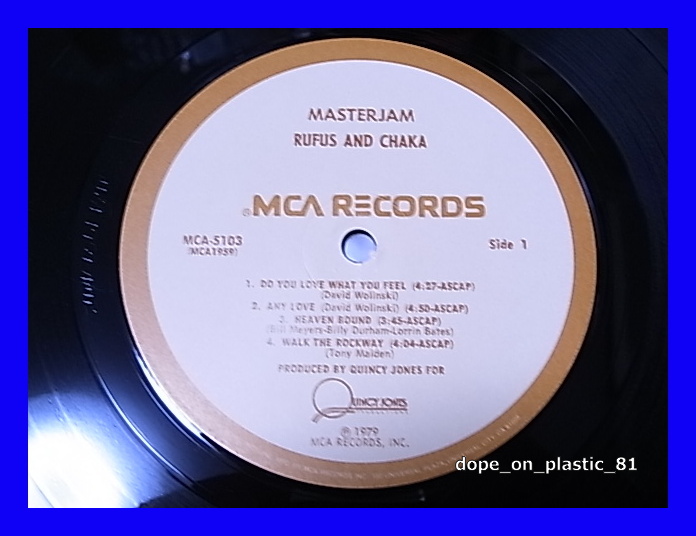 MASTERJAM
RUFUS AND CHAKA
MCA RECORDS
MCA-5103
(MCA1959)
Side 1
1. DO YOU LOVE WHAT YOU FEEL (4:27-ASCAP)
(David Wolinski)
2. ANY LOVE (David Wolinski) (4:50-ASCAP)
3. HEAVEN BOUND (3:45-ASCAP)
(Bill Meyers-Billy Durham-Lorrin Bates)
4. WALK THE ROCKWAY (4:04-ASCAP)
(Tony Maiden)
PRODUCED BY QUINCY JONES FOR
QUINCY JONES
PRODUCTIONS
℗ 1979
MCA RECORDS, INC.
dope_on_plastic_81